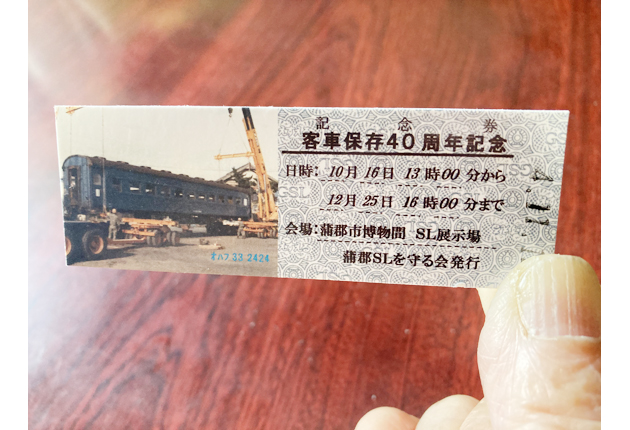 記念券
客車保存40周年記念
日時: 10月 16日 13時00分から
12月 25日 16時00分まで
会場:蒲郡市博物間 SL展示場
蒲郡SLを守る会発行
オハフ 33 2424